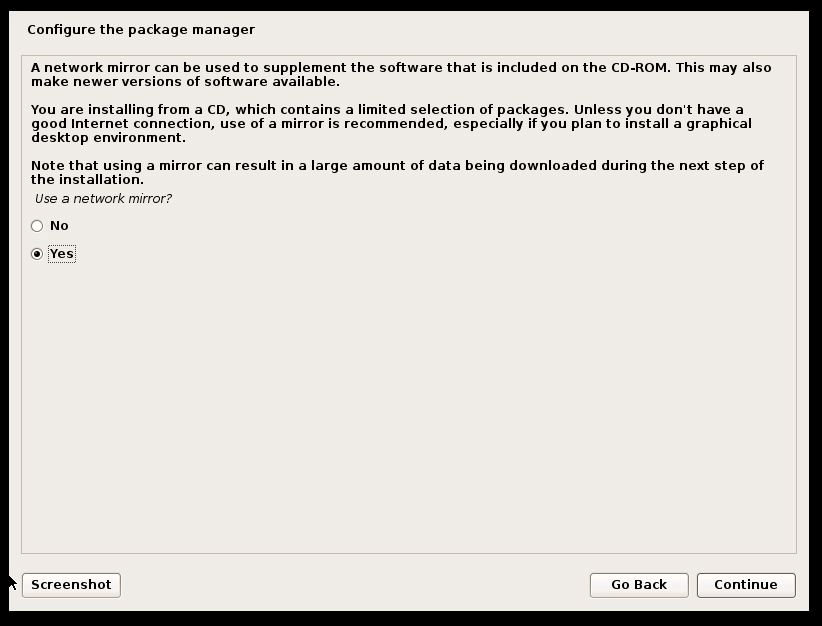 Configure the package manager
A network mirror can be used to supplement the software that is included on the CD-ROM. This may also
make newer versions of software available.
You are installing from a CD, which contains a limited selection of packages. Unless you don't have a
good Internet connection, use of a mirror is recommended, especially if you plan to install a graphical
desktop environment.
Note that using a mirror can result in a large amount of data being downloaded during the next step of
the installation.
Use a network mirror?
No
Yes
Screenshot
Go Back
Continue